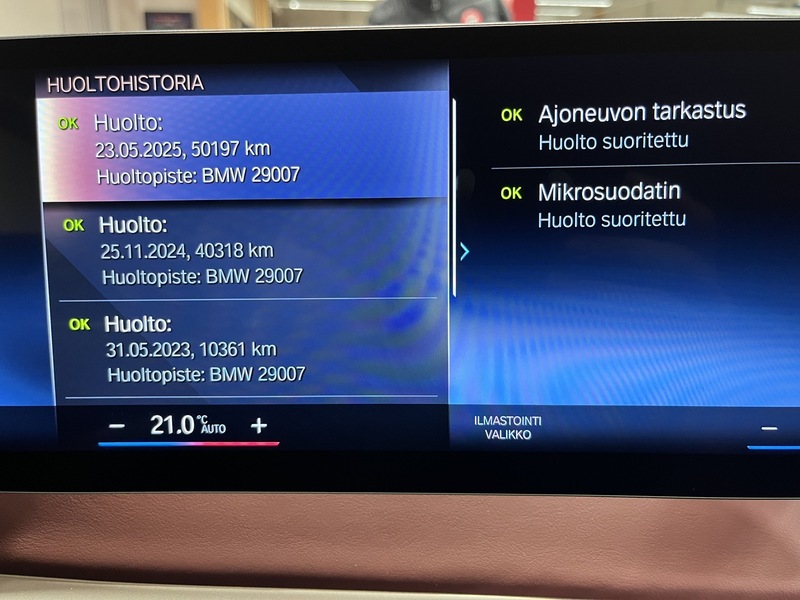 HUOLTOHISTORIA
OK Huolto:
23.05.2025, 50197 km
Huoltopiste: BMW 29007
OK Huolto:
25.11.2024, 40318 km
Huoltopiste: BMW 29007
OK Huolto:
31.05.2023, 10361 km
Huoltopiste: BMW 29007
OK Ajoneuvon tarkastus
Huolto suoritettu
OK Mikrosuodatin
Huolto suoritettu
− 21.0 °C AUTO +
ILMASTOINTI
VALIKKO
−